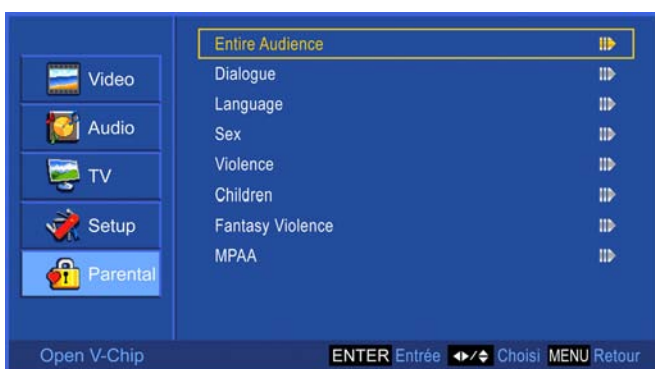 Video
Audio
TV
Setup
Parental
Entire Audience
Dialogue
Language
Sex
Violence
Children
Fantasy Violence
MPAA
Open V-Chip
ENTER Entrée Choisi MENU Retour